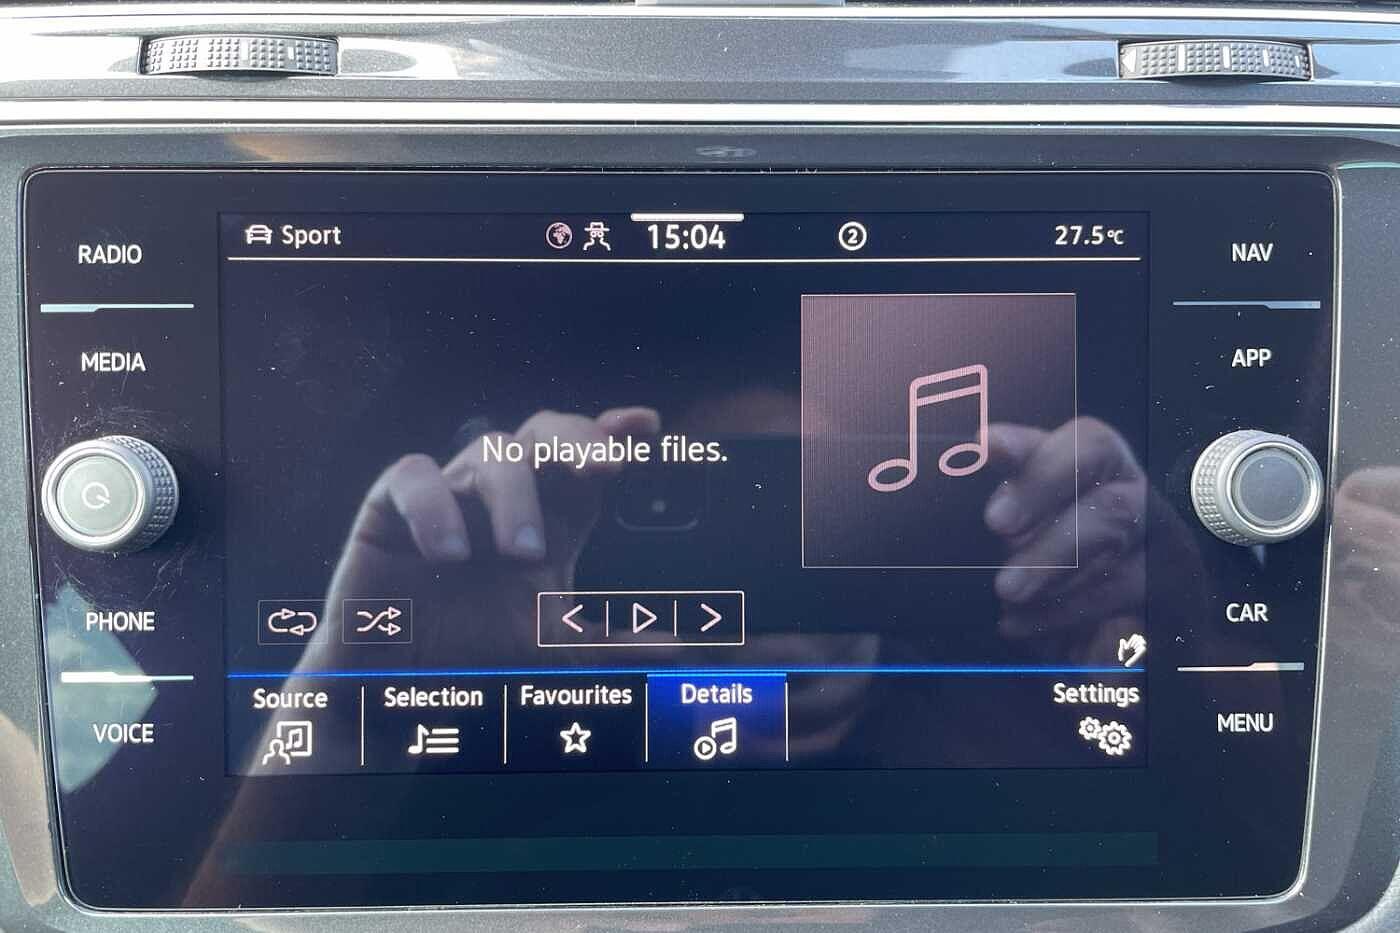 RADIO
MEDIA
PHONE
VOICE
Sport
15:04
2
27.5°C
No playable files.
Source
Selection
Favourites
Details
Settings
NAV
APP
CAR
MENU